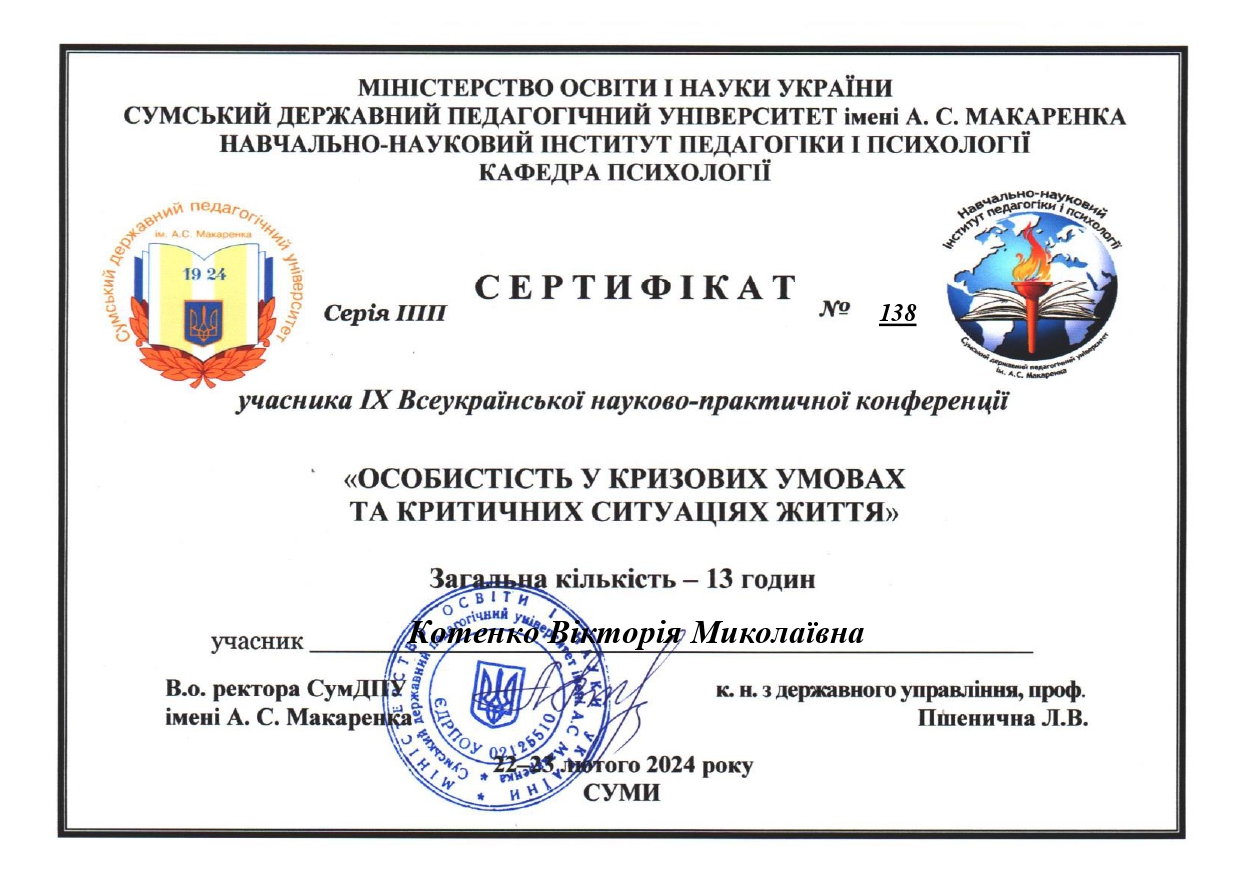 МІНІСТЕРСТВО ОСВІТИ І НАУКИ УКРАЇНИ
СУМСЬКИЙ ДЕРЖАВНИЙ ПЕДАГОГІЧНИЙ УНІВЕРСИТЕТ імені А. С. МАКАРЕНКА
НАВЧАЛЬНО-НАУКОВИЙ ІНСТИТУТ ПЕДАГОГІКИ І ПСИХОЛОГІЇ
КАФЕДРА ПСИХОЛОГІЇ
Сумський державний педагогічний університет
ім. А.С. Макаренка
19 24
Навчально-науковий
інститут педагогіки і психології
Сумський державний педагогічний університет
ім. А.С. Макаренка
СЕРТИФІКАТ
Серія ІПП
№ 138
учасника IX Всеукраїнської науково-практичної конференції
«ОСОБИСТІСТЬ У КРИЗОВИХ УМОВАХ
ТА КРИТИЧНИХ СИТУАЦІЯХ ЖИТТЯ»
Загальна кількість – 13 годин
учасник Котенко Вікторія Миколаївна
В.о. ректора СумДПУ
імені А. С. Макаренка
к. н. з державного управління, проф.
Пшенична Л.В.
МІНІСТЕРСТВО ОСВІТИ І НАУКИ УКРАЇНИ
Сумський державний педагогічний університет імені А С Макаренка
ЄДРПОУ 02125510
22–23 лютого 2024 року
СУМИ